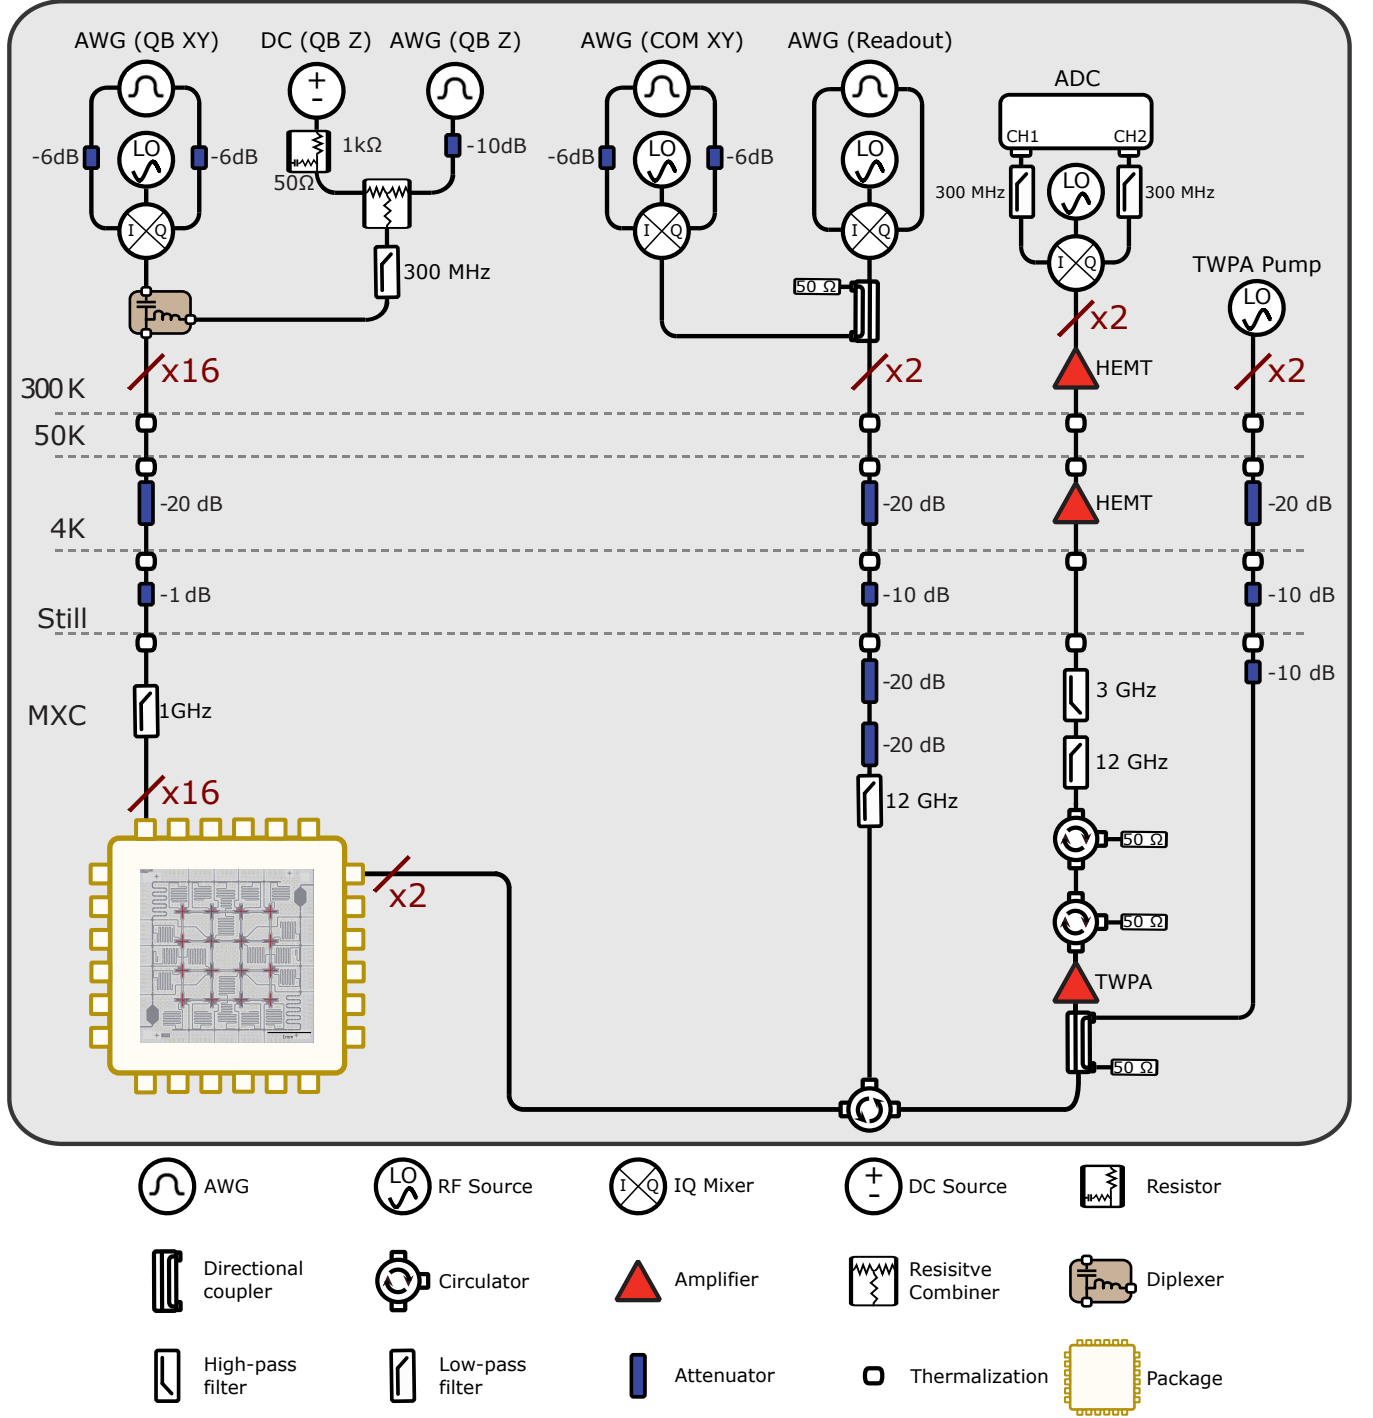 AWG (QB XY)
DC (QB Z)
AWG (QB Z)
AWG (COM XY)
AWG (Readout)
ADC
+
-
CH1
CH2
-6dB
LO
-6dB
1kΩ
50Ω
-10dB
-6dB
LO
-6dB
LO
300 MHz
LO
300 MHz
I Q
I Q
I Q
I Q
300 MHz
50 Ω
TWPA Pump
LO
x16
x2
x2
x2
HEMT
300 K
50K
-20 dB
-20 dB
HEMT
-20 dB
4K
-1 dB
-10 dB
-10 dB
Still
-20 dB
3 GHz
-10 dB
MXC
1GHz
-20 dB
12 GHz
x16
12 GHz
50 Ω
x2
50 Ω
TWPA
1mm
50 Ω
AWG
LO
RF Source
I Q
IQ Mixer
+
-
DC Source
Resistor
Directional
coupler
Circulator
Amplifier
Resisitve
Combiner
Diplexer
High-pass
filter
Low-pass
filter
Attenuator
Thermalization
Package